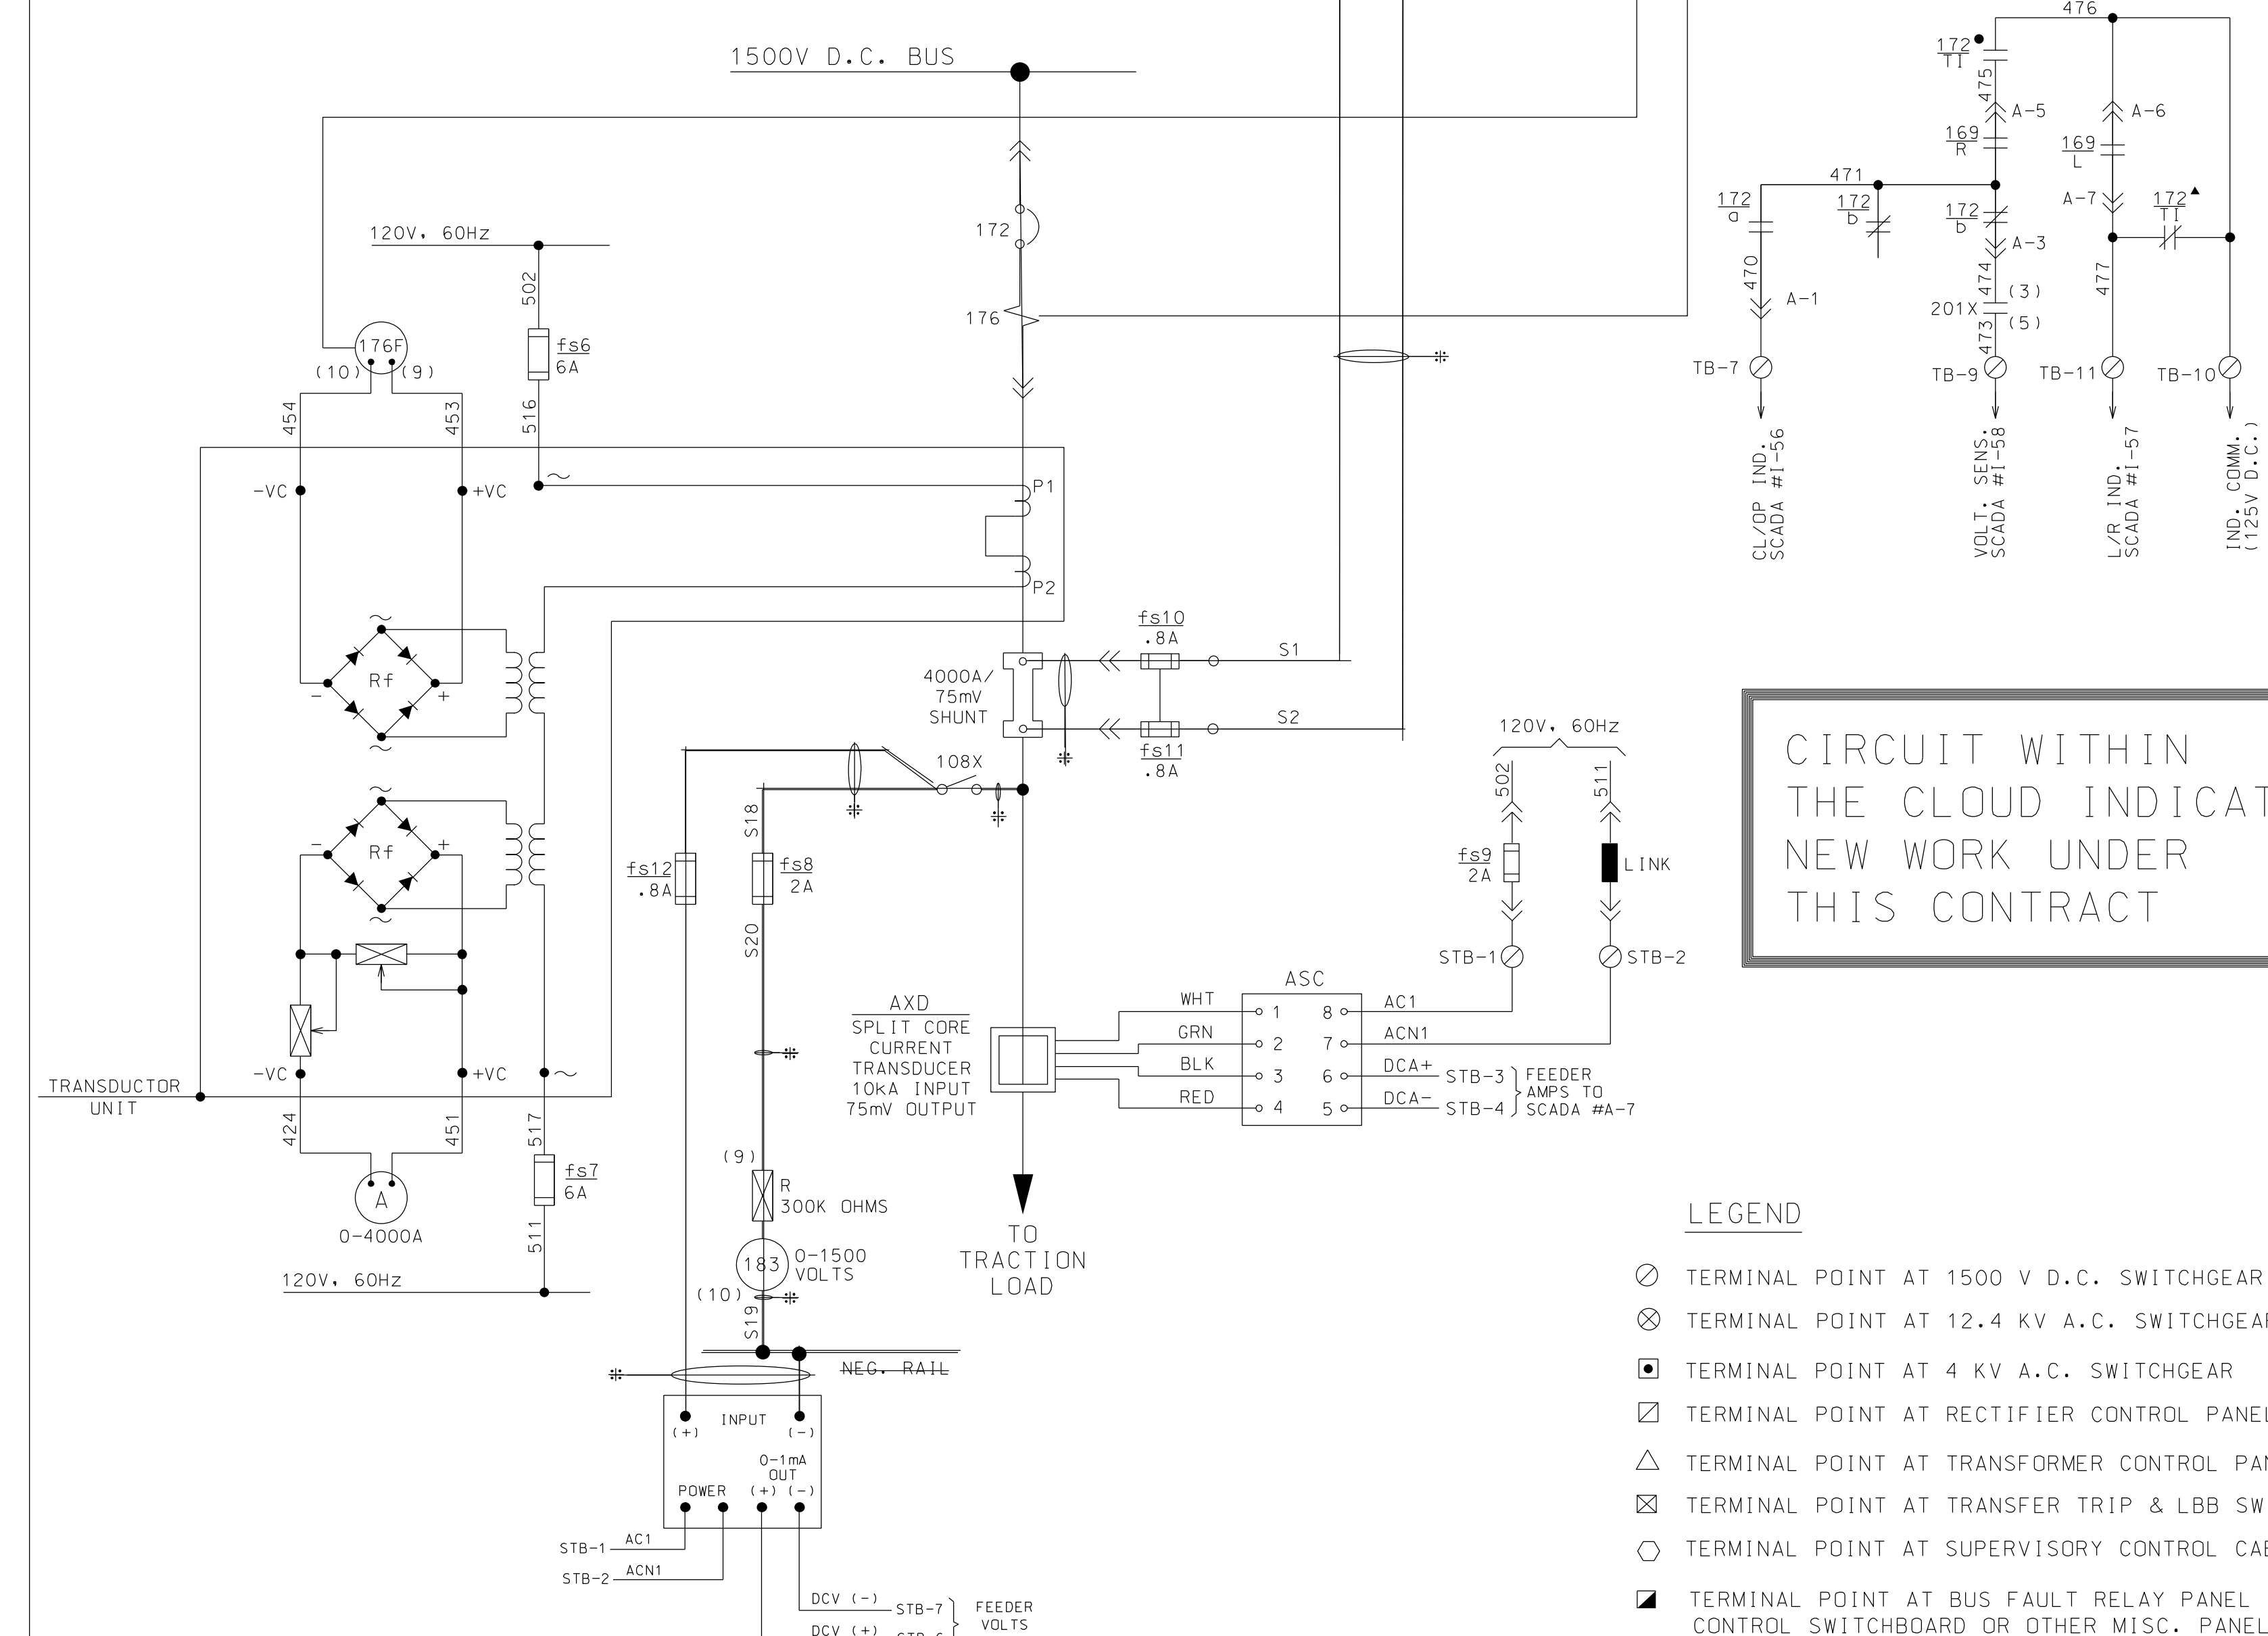 476
1500V D.C. BUS
172
TI
475
A-5
A-6
169
R
169
L
471
172
a
172
b
172
b
A-7
172
TI
A-3
120V, 60Hz
172
502
470
A-1
474
(3)
201X
(5)
473
477
176
176F
(10)
(9)
fs6
6A
TB-7
TB-9
TB-11
TB-10
454
453
516
CL/OP IND.
SCADA #I-56
VOLT. SENS.
SCADA #I-58
L/R IND.
SCADA #I-57
IND. COMM.
(125V D.C.)
-VC
+VC
P1
P2
fs10
.8A
S1
Rf
-
+
4000A/
75mV
SHUNT
S2
fs11
.8A
108X
120V, 60Hz
502
511
CIRCUIT WITHIN
THE CLOUD INDICAT
NEW WORK UNDER
THIS CONTRACT
S18
fs12
.8A
fs8
2A
-
Rf
+
fs9
2A
LINK
S20
STB-1
STB-2
AXD
SPLIT CORE
CURRENT
TRANSDUCER
10kA INPUT
75mV OUTPUT
ASC
WHT
1
8
AC1
GRN
2
7
ACN1
BLK
3
6
DCA+
STB-3
RED
4
5
DCA-
STB-4
FEEDER
AMPS TO
SCADA #A-7
-VC
+VC
TRANSDUCTOR
UNIT
424
451
517
fs7
6A
A
0-4000A
511
120V, 60Hz
(9)
R
300K OHMS
183
0-1500
VOLTS
(10)
S19
TO
TRACTION
LOAD
NEG. RAIL
INPUT
(+)
(-)
0-1mA
OUT
POWER
(+) (-)
STB-1
AC1
STB-2
ACN1
DCV (-)
STB-7
FEEDER
VOLTS
DCV (+)
LEGEND
TERMINAL POINT AT 1500 V D.C. SWITCHGEAR
TERMINAL POINT AT 12.4 KV A.C. SWITCHGEAR
TERMINAL POINT AT 4 KV A.C. SWITCHGEAR
TERMINAL POINT AT RECTIFIER CONTROL PANEL
TERMINAL POINT AT TRANSFORMER CONTROL PAN
TERMINAL POINT AT TRANSFER TRIP & LBB SW
TERMINAL POINT AT SUPERVISORY CONTROL CAB
TERMINAL POINT AT BUS FAULT RELAY PANEL
CONTROL SWITCHBOARD OR OTHER MISC. PANEL